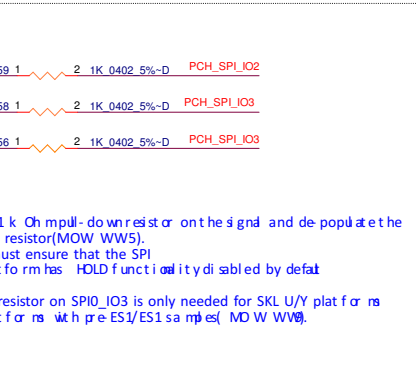 59 1 2 1K_0402_5%~D PCH_SPI_IO2
58 1 2 1K_0402_5%~D PCH_SPI_IO3
56 1 2 1K_0402_5%~D PCH_SPI_IO3
1 k Ohm pull-down resistor on the signal and de-populate the
resistor(MOW WW5).
ust ensure that the SPI
tform has HOLD functionality disabled by default
resistor on SPI0_IO3 is only needed for SKL U/Y platforms
tforms with pre-ES1/ES1 samples( MOW WW9).